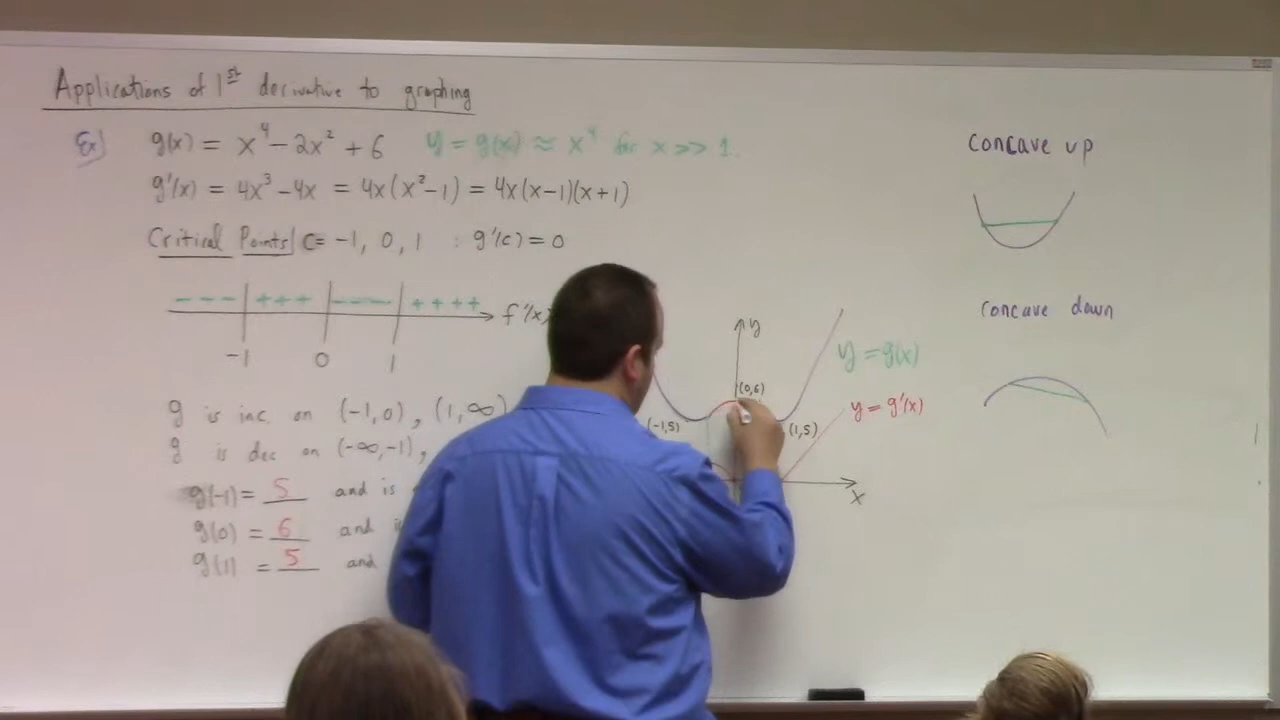 Applications of 1st derivative to graphing
Ex) g(x) = x⁴ - 2x² + 6 y = g(x) ≈ x⁴ for x >> 1.
g'(x) = 4x³ - 4x = 4x(x² - 1) = 4x(x-1)(x+1)
Critical Points| c = -1, 0, 1 : g'(c) = 0
--- +++ ---- ++++ f'(x)
-1 0 1
g is inc. on (-1,0), (1,∞)
g is dec on (-∞,-1),
g(-1) = 5 and is
g(0) = 6 and
g(1) = 5 and
y
(0,6)
y = g(x)
y = g'(x)
(-1,5)
(1,5)
x
Concave up
Concave down